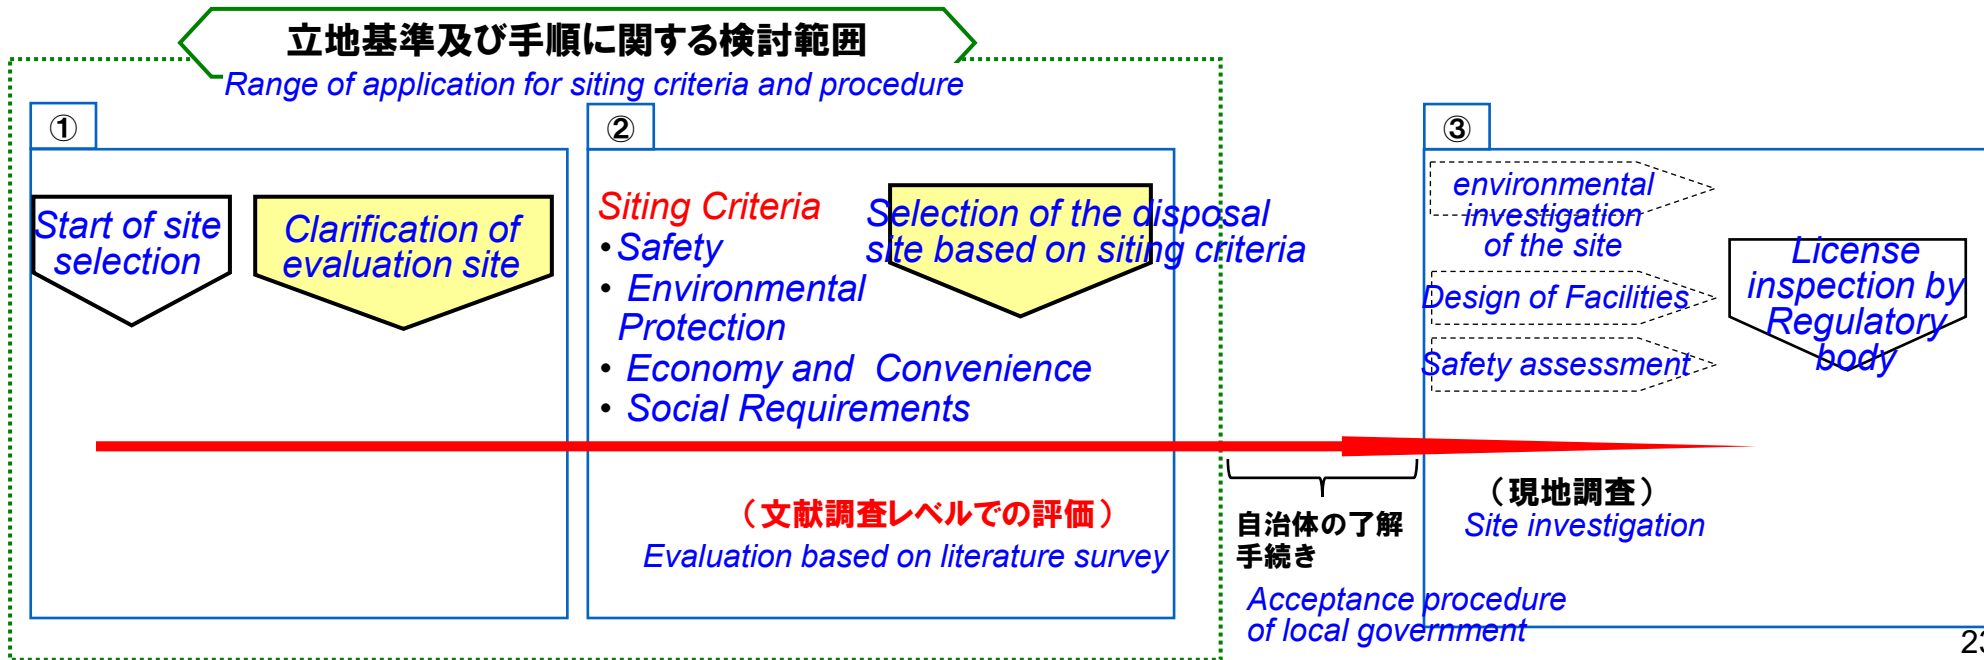 立地基準及び手順に関する検討範囲
Range of application for siting criteria and procedure
①
Start of site
selection
Clarification of
evaluation site
②
Siting Criteria
・Safety
・ Environmental
Protection
・ Economy and Convenience
・ Social Requirements
Selection of the disposal
site based on siting criteria
（文献調査レベルでの評価）
Evaluation based on literature survey
自治体の了解
手続き
Acceptance procedure
of local government
③
environmental
investigation
of the site
Design of Facilities
Safety assessment
License
inspection by
Regulatory
body
（現地調査）
Site investigation